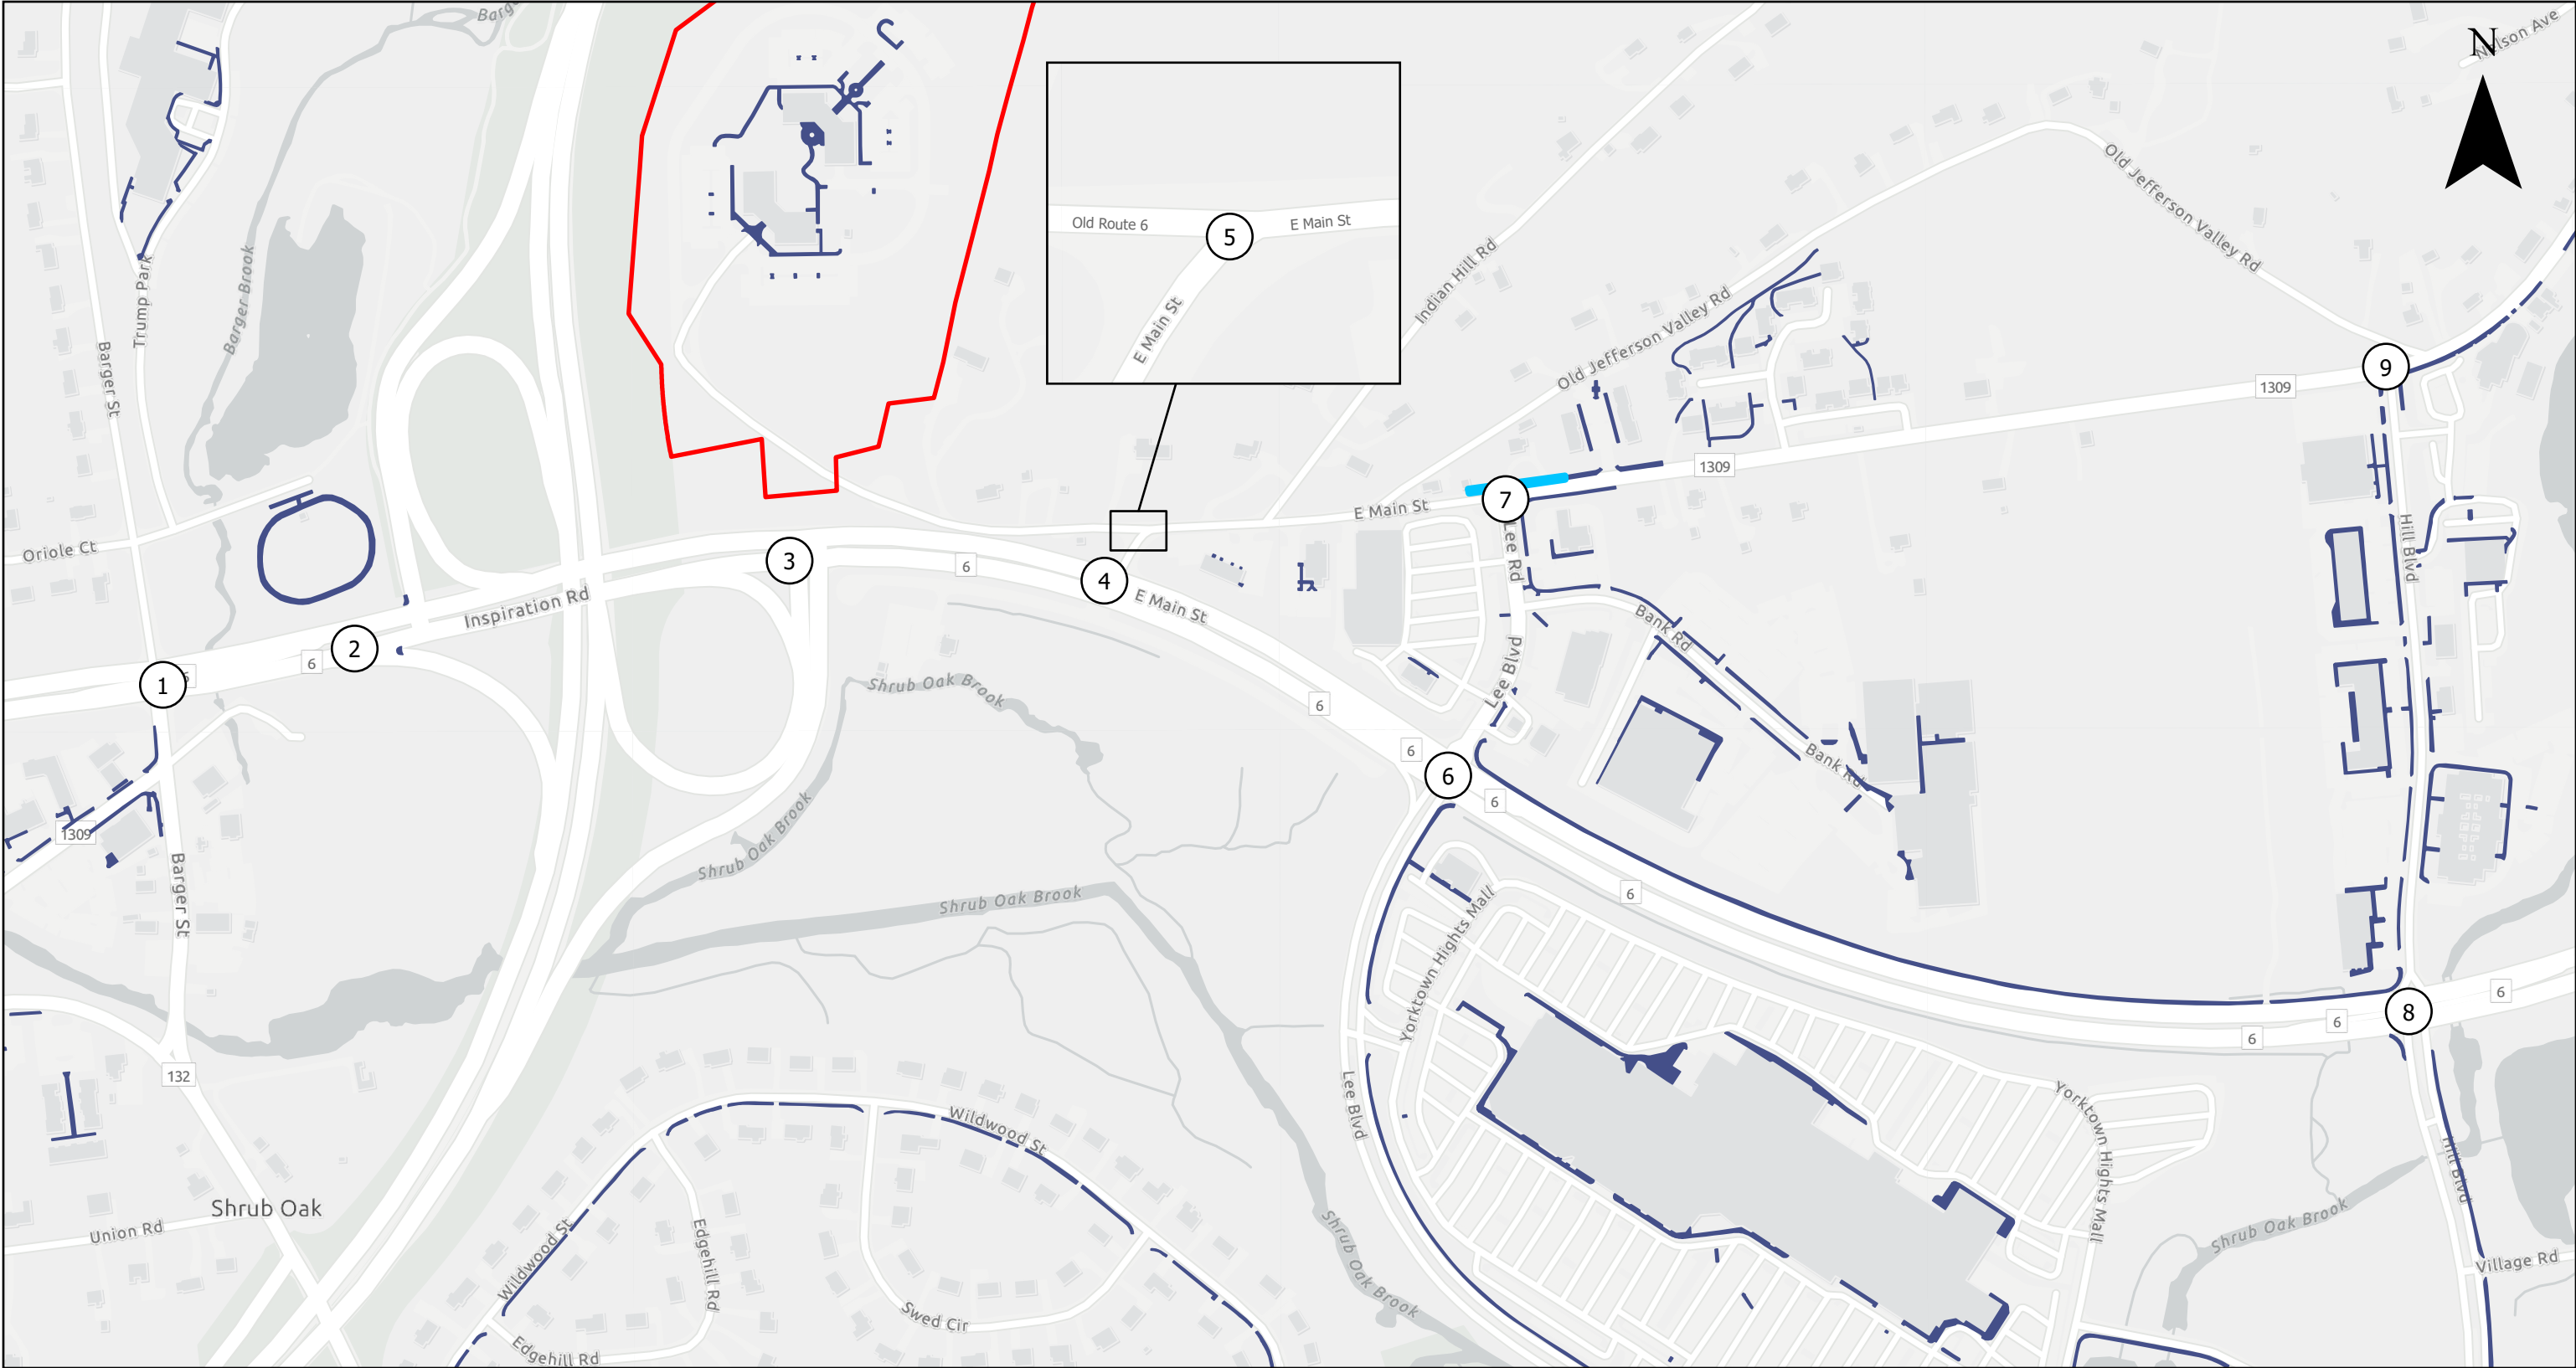 Barg
Nelson Ave
N
Old Jefferson Valley Rd
Old Route 6
5
E Main St
E Main St
Barger Brook
Trump Park
Indian Hill Rd
Old Jefferson Valley Rd
Barger St
9
1309
1309
7
E Main St
Oriole Ct
3
6
4
E Main St
Lee Rd
Hill Blvd
Inspiration Rd
2
6
1
6
Bank Rd
Shrub Oak Brook
Lee Blvd
6
6
6
6
Bank Rd
1309
Shrub Oak Brook
Barger St
Shrub Oak Brook
Yorktown Hights Mall
6
6
8
6
6
132
Lee Blvd
Wildwood St
Yorktown Hights Mall
Hill Blvd
Shrub Oak
Union Rd
Wildwood St
Edgehill Rd
Swed Cir
Edgehill Rd
Shrub Oak Brook
Shrub Oak Brook
Village Rd